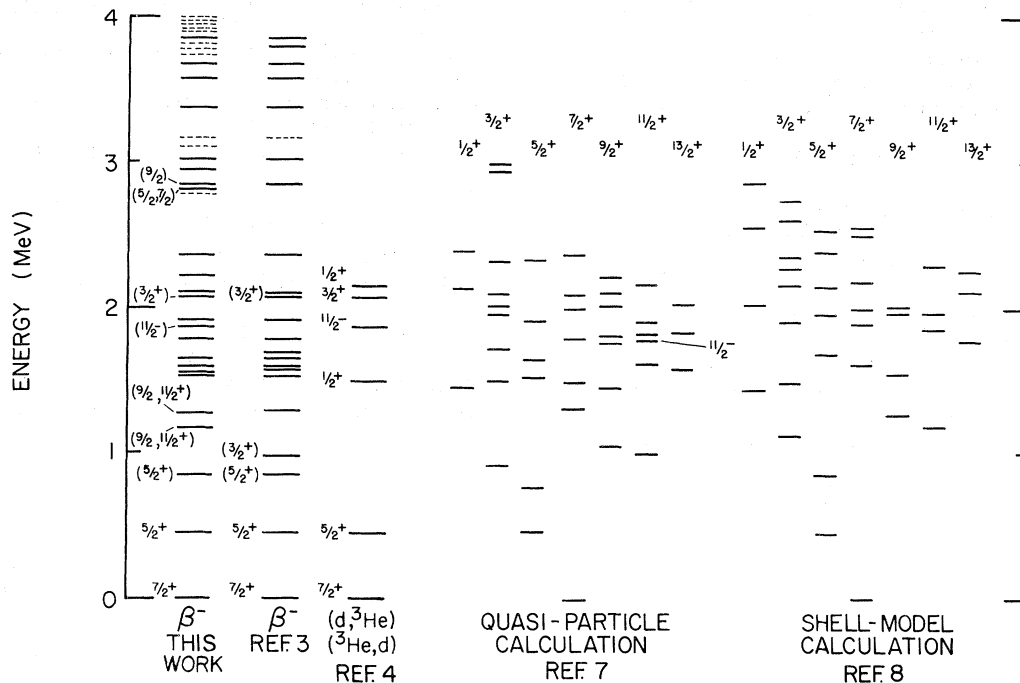 4
3
2
1
0
ENERGY (MeV)
(9/2)
(5/2,7/2)
(3/2+)
(11/2-)
(9/2,11/2+)
(9/2,11/2+)
(5/2+)
5/2+
7/2+
(3/2+)
(3/2+)
(5/2+)
5/2+
7/2+
1/2+
3/2+
11/2-
1/2+
5/2+
7/2+
1/2+
3/2+
5/2+
7/2+
9/2+
11/2+
13/2+
11/2-
1/2+
3/2+
5/2+
7/2+
9/2+
11/2+
13/2+
β-
THIS
WORK
β-
REF. 3
(d,³He)
(³He,d)
REF. 4
QUASI-PARTICLE
CALCULATION
REF. 7
SHELL-MODEL
CALCULATION
REF. 8